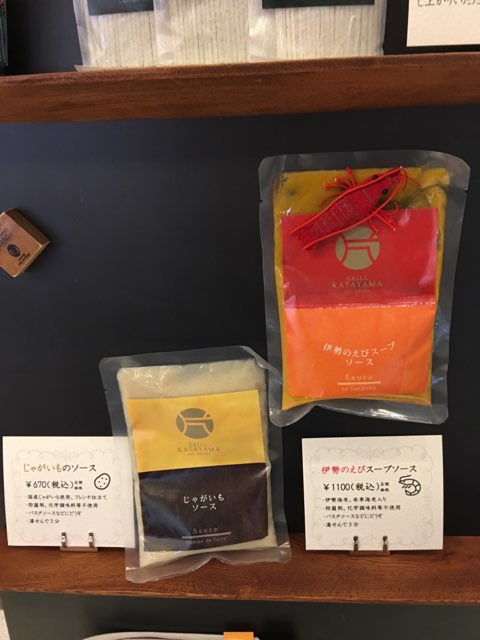 GRILL
KATAYAMA
伊勢のえびスープ
ソース
Sauce
GRILL
KATAYAMA
じゃがいも
ソース
Sauce
Pomme de Terre
じゃがいものソース
¥670(税込)
・国産じゃがいも使用、フレンチ仕立て
・防腐剤、化学調味料等不使用
・パスタソースなどにどうぞ
・湯せんで3分
伊勢のえびスープソース
¥1100(税込)
・伊勢海老、赤車海老入り
・防腐剤、化学調味料等不使用
・パスタソースなどにどうぞ
・湯せんで3分